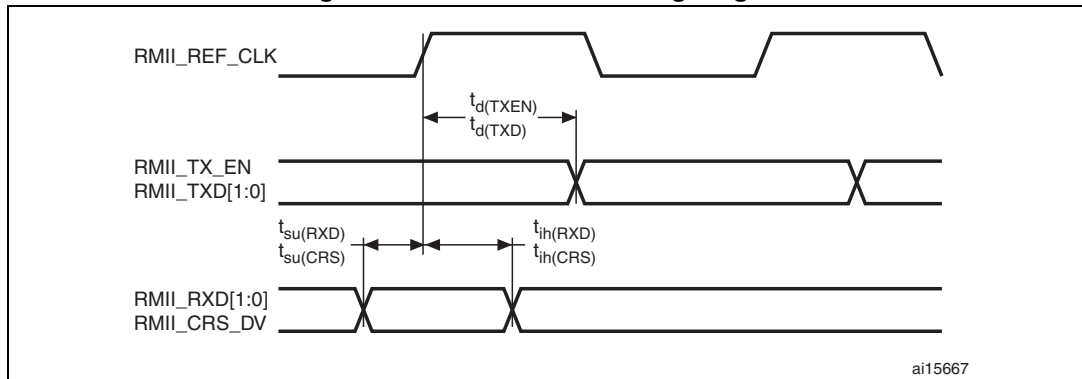 RMII_REF_CLK
t_d(TXEN)
t_d(TXD)
RMII_TX_EN
RMII_TXD[1:0]
t_su(RXD)
t_su(CRS)
t_ih(RXD)
t_ih(CRS)
RMII_RXD[1:0]
RMII_CRS_DV
ai15667